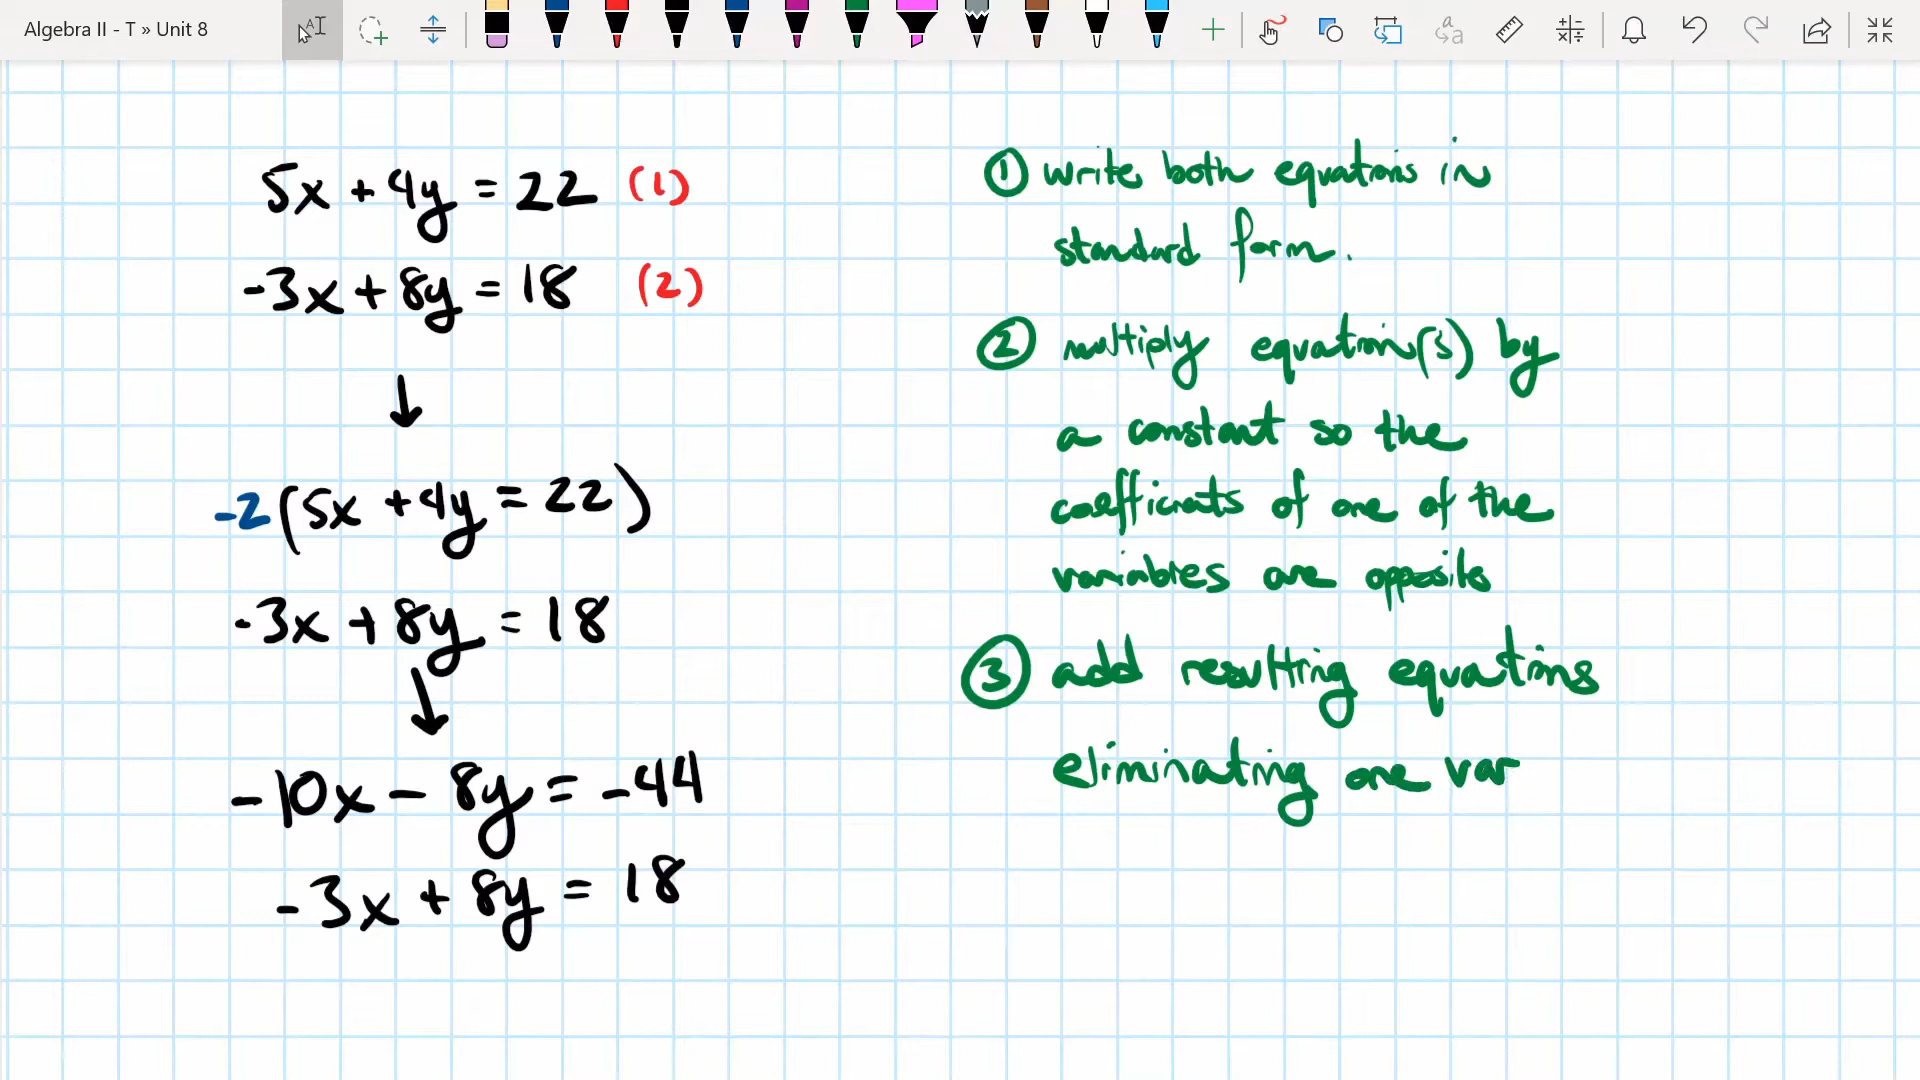 Algebra II - T » Unit 8
5x + 4y = 22 (1)
-3x + 8y = 18 (2)
↓
-2(5x + 4y = 22)
-3x + 8y = 18
↓
-10x - 8y = -44
-3x + 8y = 18
① write both equations in
standard form.
② multiply equation(s) by
a constant so the
coefficients of one of the
variables are opposites
③ add resulting equations
eliminating one var